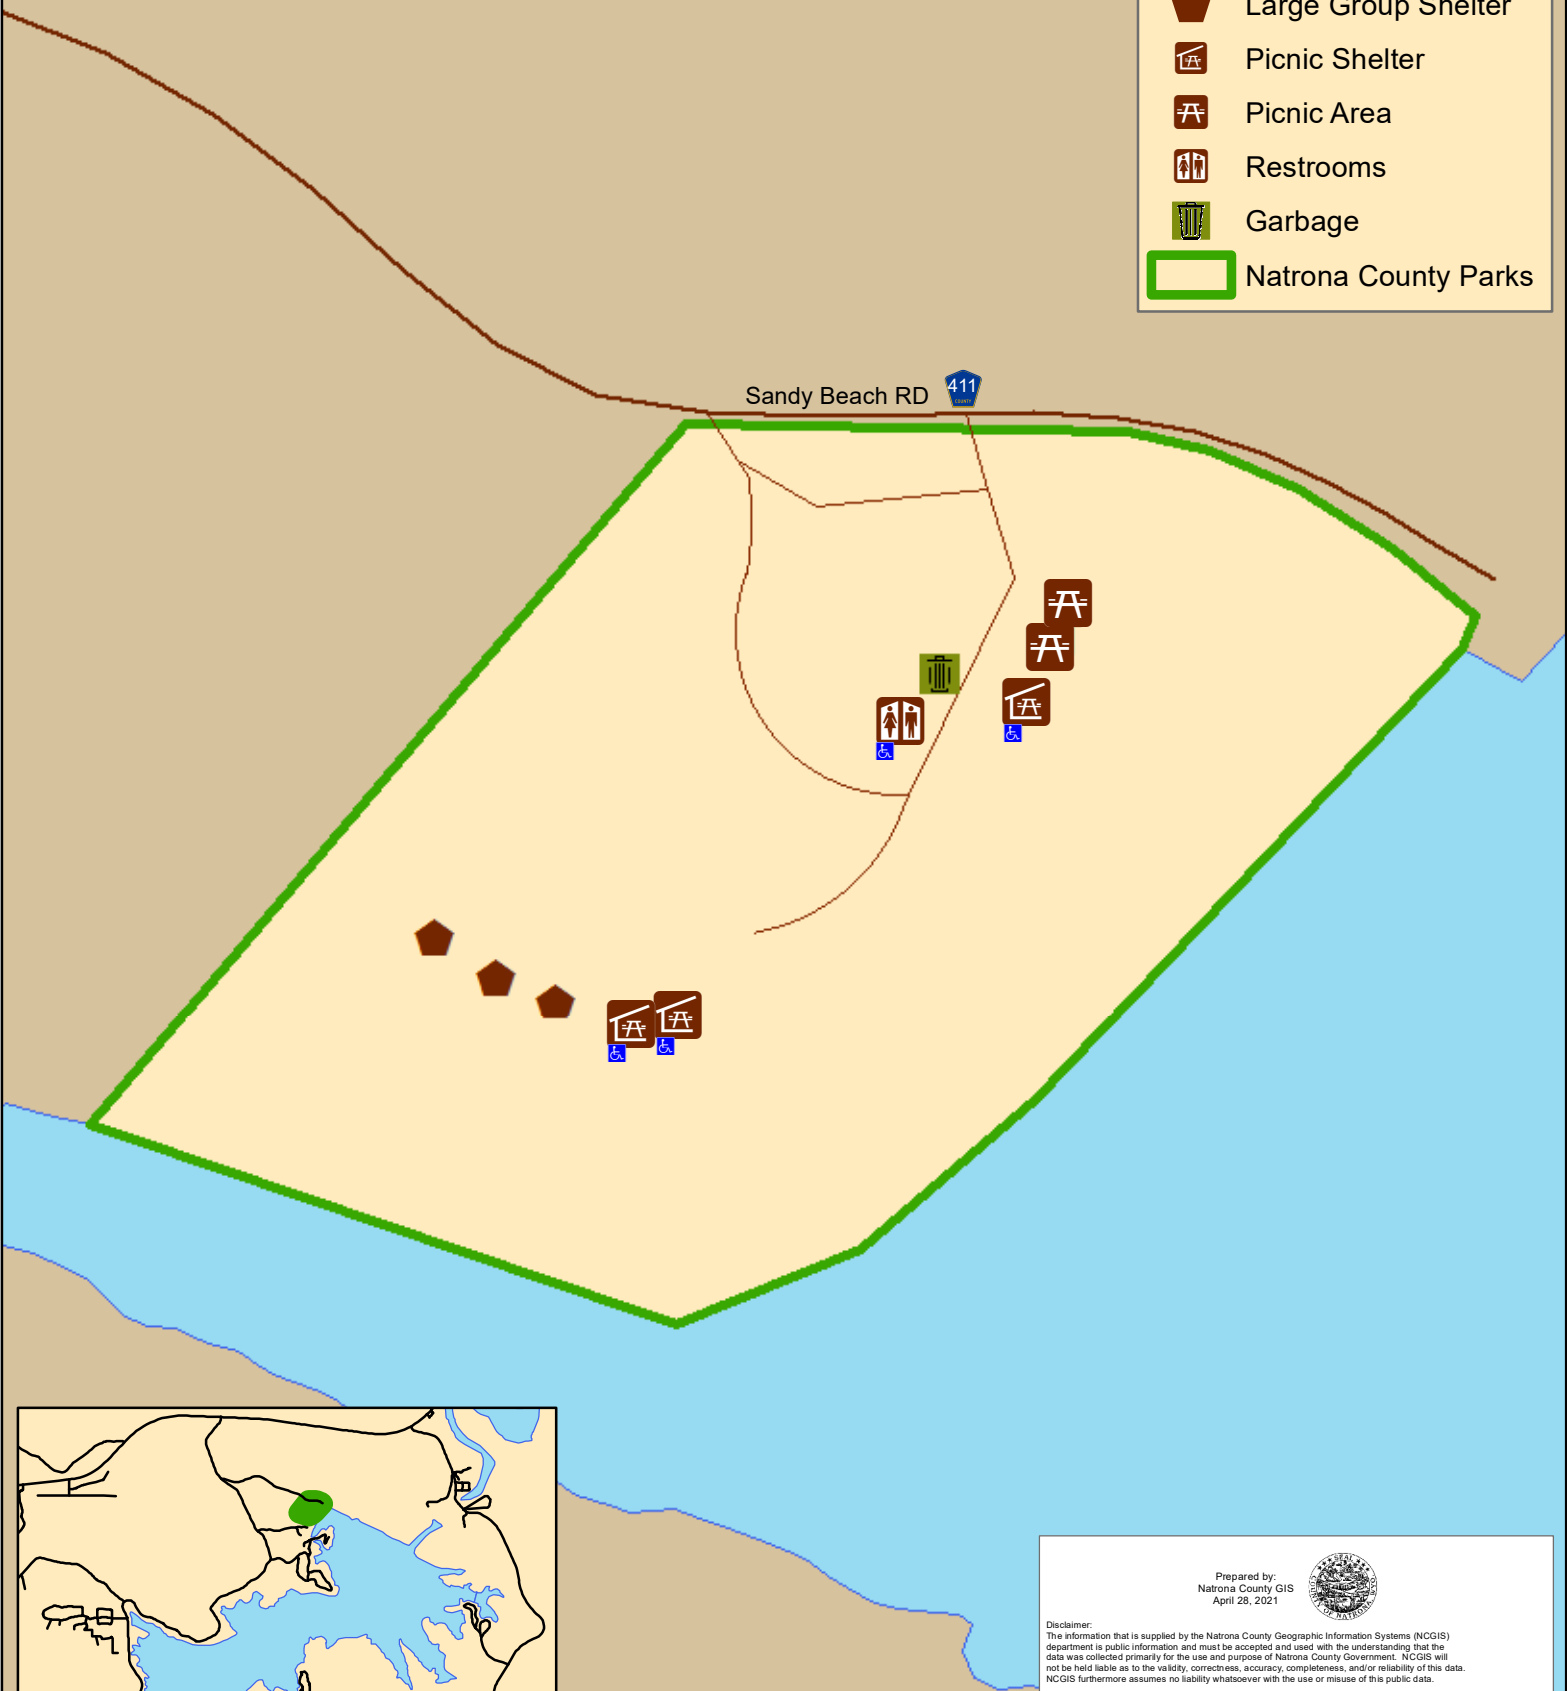 Large Group Shelter
Picnic Shelter
Picnic Area
Restrooms
Garbage
Natrona County Parks
Sandy Beach RD
411
COUNTY
Prepared by:
Natrona County GIS
April 28, 2021
Disclaimer:
The information that is supplied by the Natrona County Geographic Information Systems (NCGIS)
department is public information and must be accepted and used with the understanding that the
data was collected primarily for the use and purpose of Natrona County Government. NCGIS will
not be held liable as to the validity, correctness, accuracy, completeness, and/or reliability of this data.
NCGIS furthermore assumes no liability whatsoever with the use or misuse of this public data.